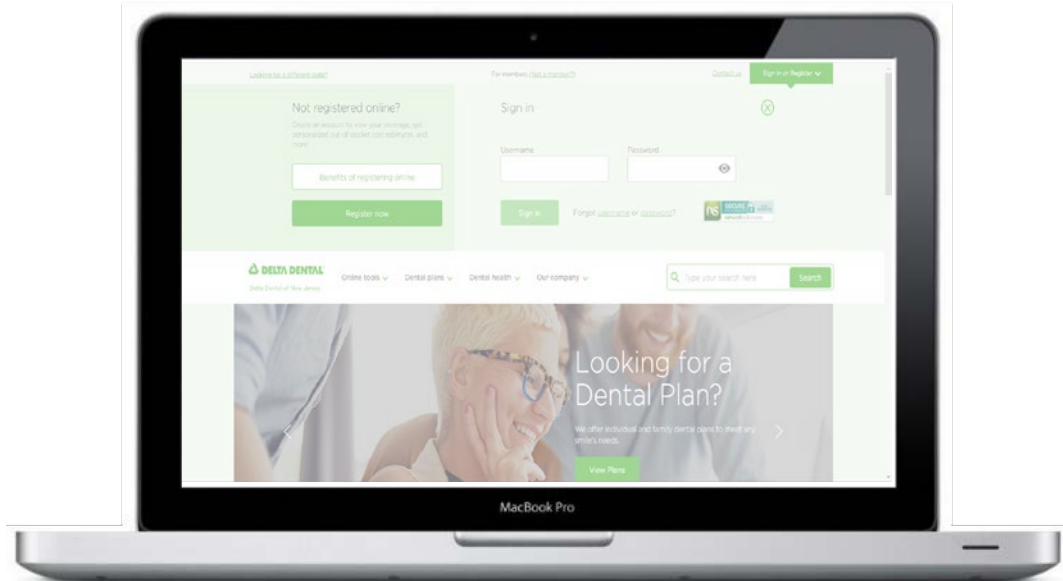 Looking for a different state?
For members (Not a member?)
Contact us
Sign in or Register
Not registered online?
Create an account to view your coverage, get
personalized out of pocket cost estimates, and
more!
Benefits of registering online
Register now
Sign in
Username
Password
Sign in
Forgot username or password?
SECURE
DELTA DENTAL
Delta Dental of New Jersey
Online tools
Dental plans
Dental health
Our company
Type your search here
Search
Looking for a
Dental Plan?
We offer individual and family dental plans to meet any
smile's needs.
View Plans
MacBook Pro